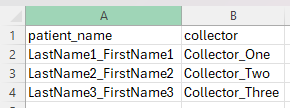 A B
1 patient_name collector
2 LastName1_FirstName1 Collector_One
3 LastName2_FirstName2 Collector_Two
4 LastName3_FirstName3 Collector_Three